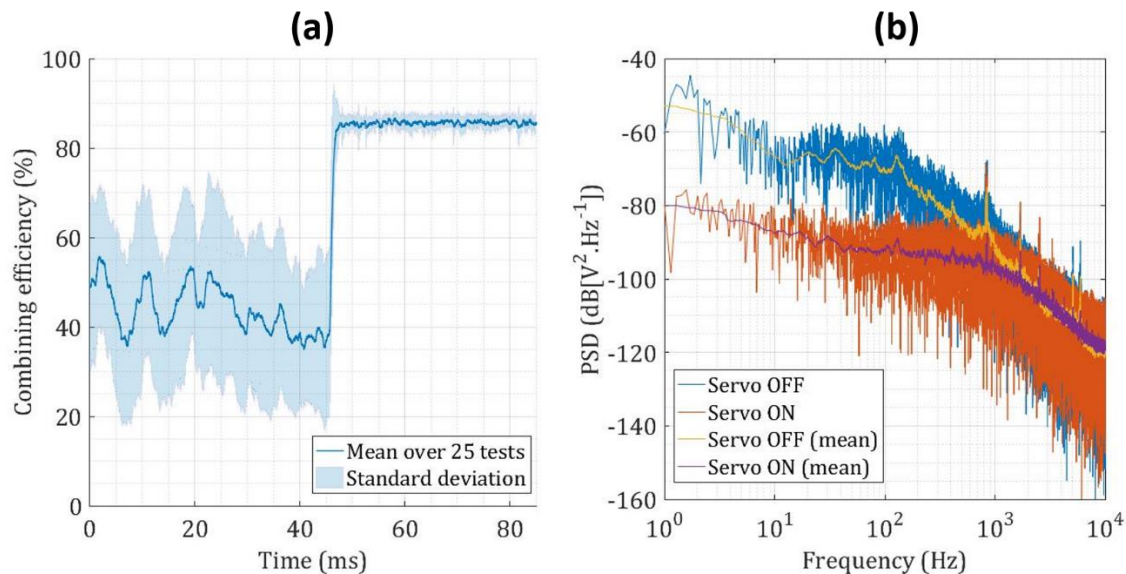 (a)
Combining efficiency (%)
100
80
60
40
20
0
0 20 40 60 80
Time (ms)
Mean over 25 tests
Standard deviation
(b)
PSD (dB[V².Hz⁻¹])
-40
-60
-80
-100
-120
-140
-160
10⁰ 10¹ 10² 10³ 10⁴
Frequency (Hz)
Servo OFF
Servo ON
Servo OFF (mean)
Servo ON (mean)